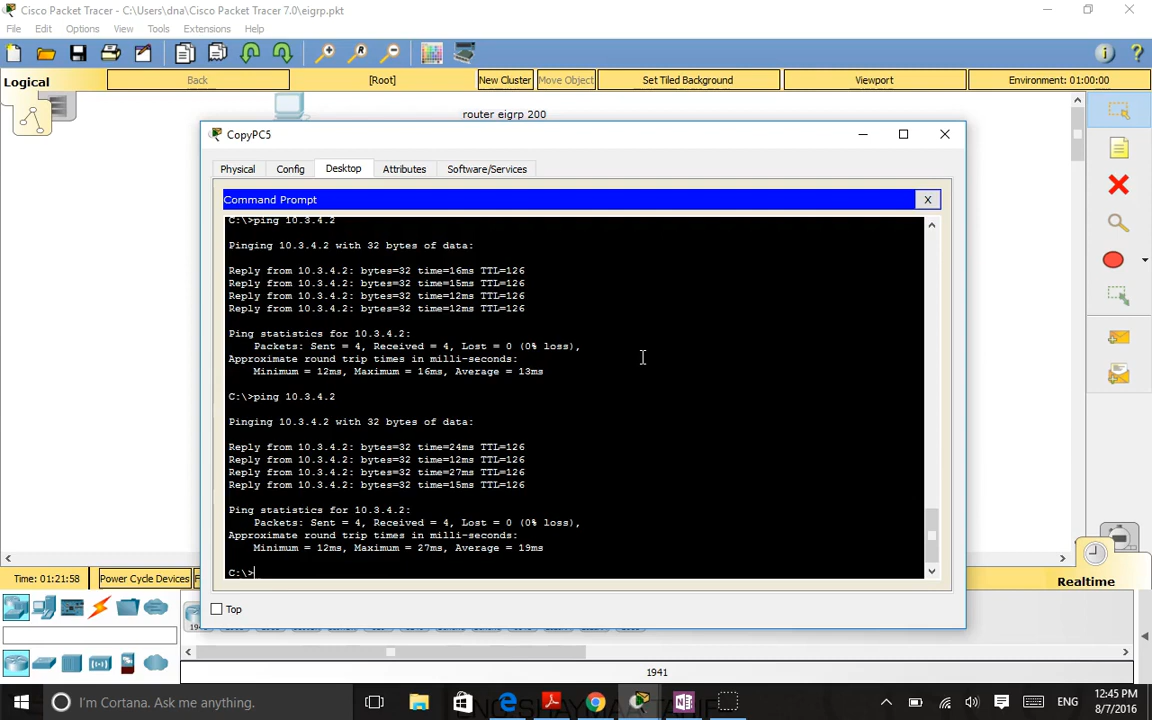 Cisco Packet Tracer - C:\Users\dna\Cisco Packet Tracer 7.0\eigrp.pkt
File Edit Options View Tools Extensions Help
Logical Back [Root] New Cluster Move Object Set Tiled Background Viewport Environment: 01:00:00
router eigrp 200
CopyPC5
Physical Config Desktop Attributes Software/Services
Command Prompt X
C:\>ping 10.3.4.2
Pinging 10.3.4.2 with 32 bytes of data:
Reply from 10.3.4.2: bytes=32 time=16ms TTL=126
Reply from 10.3.4.2: bytes=32 time=15ms TTL=126
Reply from 10.3.4.2: bytes=32 time=12ms TTL=126
Reply from 10.3.4.2: bytes=32 time=12ms TTL=126
Ping statistics for 10.3.4.2:
Packets: Sent = 4, Received = 4, Lost = 0 (0% loss),
Approximate round trip times in milli-seconds:
Minimum = 12ms, Maximum = 16ms, Average = 13ms
C:\>ping 10.3.4.2
Pinging 10.3.4.2 with 32 bytes of data:
Reply from 10.3.4.2: bytes=32 time=24ms TTL=126
Reply from 10.3.4.2: bytes=32 time=12ms TTL=126
Reply from 10.3.4.2: bytes=32 time=27ms TTL=126
Reply from 10.3.4.2: bytes=32 time=15ms TTL=126
Ping statistics for 10.3.4.2:
Packets: Sent = 4, Received = 4, Lost = 0 (0% loss),
Approximate round trip times in milli-seconds:
Minimum = 12ms, Maximum = 27ms, Average = 19ms
C:\>
Time: 01:21:58 Power Cycle Devices Realtime
Top
1941
I'm Cortana. Ask me anything.
ENG 12:45 PM
8/7/2016